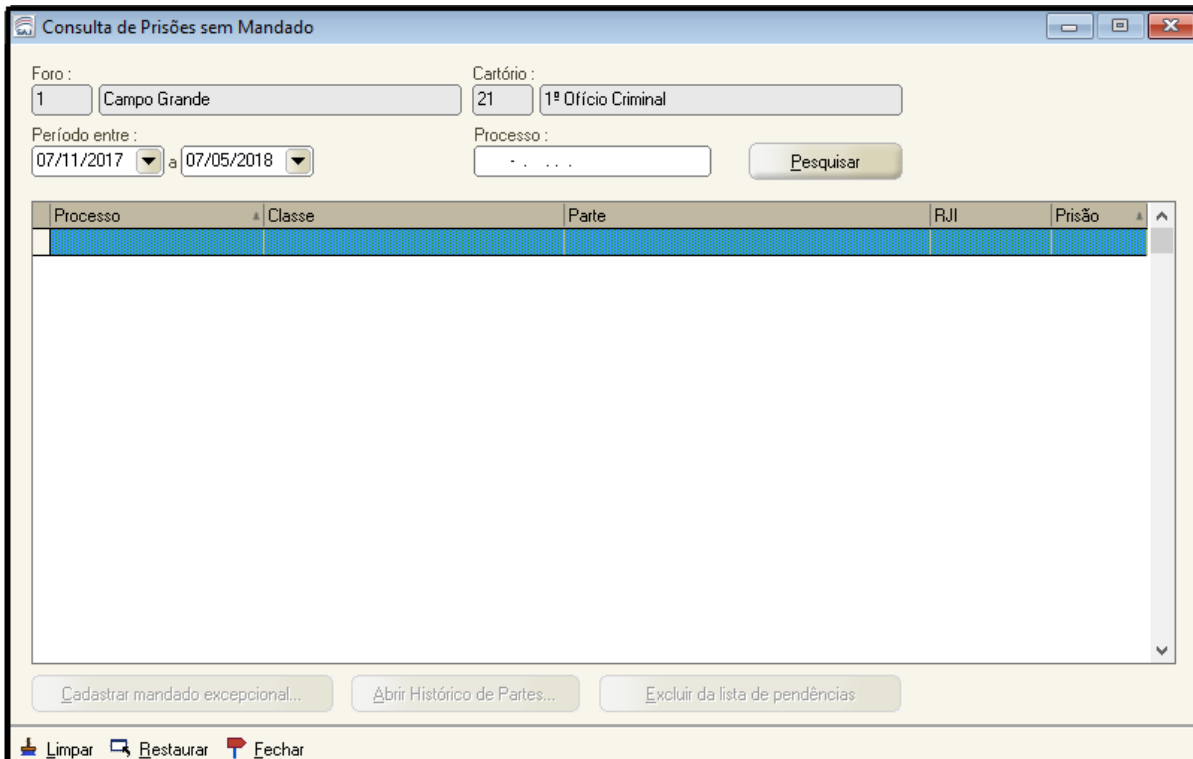 Consulta de Prisões sem Mandado
Foro : Cartório :
1 Campo Grande 21 1º Ofício Criminal
Período entre : Processo :
07/11/2017 a 07/05/2018 - . . . . Pesquisar
Processo Classe Parte RJI Prisão
Cadastrar mandado excepcional... Abrir Histórico de Partes... Excluir da lista de pendências
Limpar Restaurar Fechar